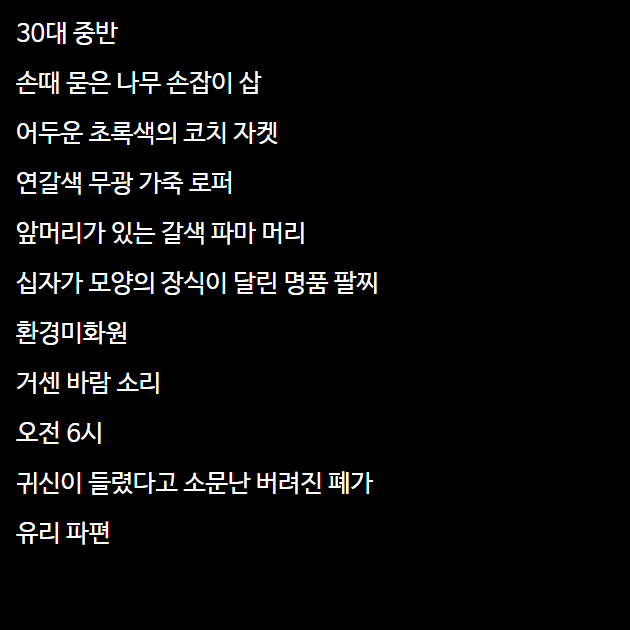 30대 중반
손때 묻은 나무 손잡이 삽
어두운 초록색의 코치 자켓
연갈색 무광 가죽 로퍼
앞머리가 있는 갈색 파마 머리
십자가 모양의 장식이 달린 명품 팔찌
환경미화원
거센 바람 소리
오전 6시
귀신이 들렸다고 소문난 버려진 폐가
유리 파편